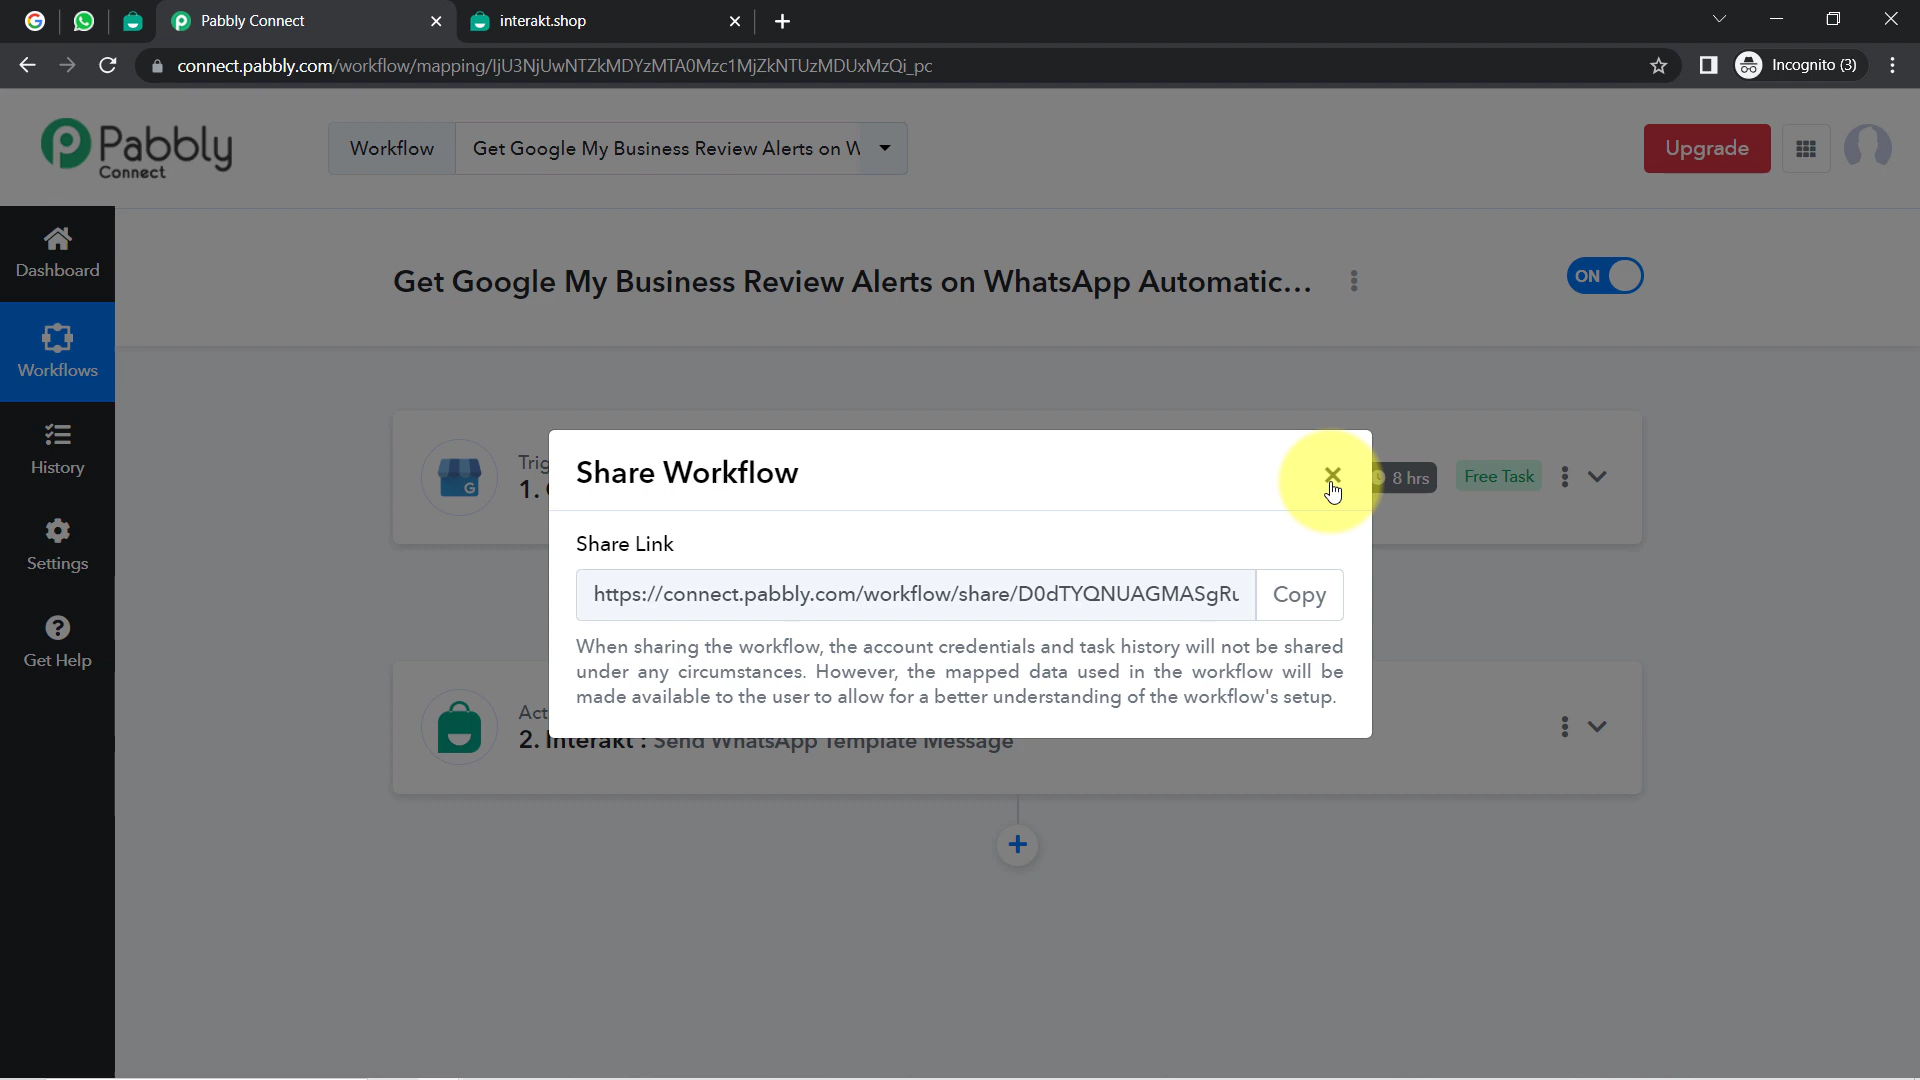 Pabbly Connect
interakt.shop
connect.pabbly.com/workflow/mapping/IjU3NjUwNTZkMDYzMTA0Mzc1MjZkNTUzMDUxMzQi_pc
Incognito (3)
Pabbly
Connect
Workflow
Get Google My Business Review Alerts on W
Upgrade
Dashboard
Get Google My Business Review Alerts on WhatsApp Automatic...
ON
Workflows
History
Settings
Get Help
Trig
1. G
8 hrs
Free Task
Share Workflow
Share Link
https://connect.pabbly.com/workflow/share/D0dTYQNUAGMASgRu
Copy
When sharing the workflow, the account credentials and task history will not be shared
under any circumstances. However, the mapped data used in the workflow will be
made available to the user to allow for a better understanding of the workflow's setup.
Act
2. Interakt : Send WhatsApp Template Message